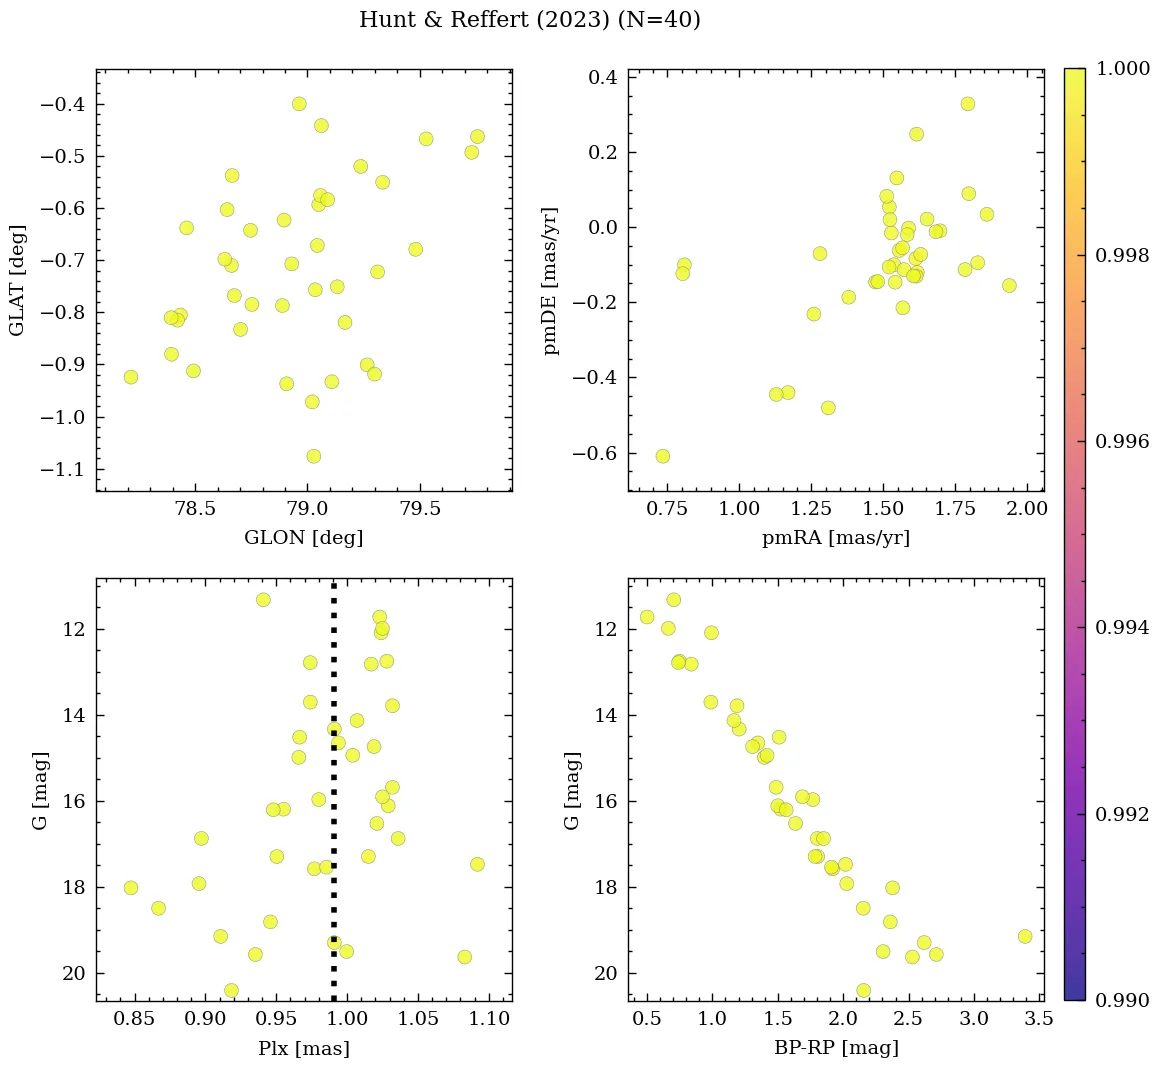 Hunt & Reffert (2023) (N=40)
−0.4
−0.5
−0.6
−0.7
−0.8
−0.9
−1.0
−1.1
GLAT [deg]
78.5 79.0 79.5
GLON [deg]
0.4
0.2
0.0
−0.2
−0.4
−0.6
pmDE [mas/yr]
0.75 1.00 1.25 1.50 1.75 2.00
pmRA [mas/yr]
12
14
16
18
20
G [mag]
0.85 0.90 0.95 1.00 1.05 1.10
Plx [mas]
12
14
16
18
20
G [mag]
0.5 1.0 1.5 2.0 2.5 3.0 3.5
BP-RP [mag]
1.000
0.998
0.996
0.994
0.992
0.990